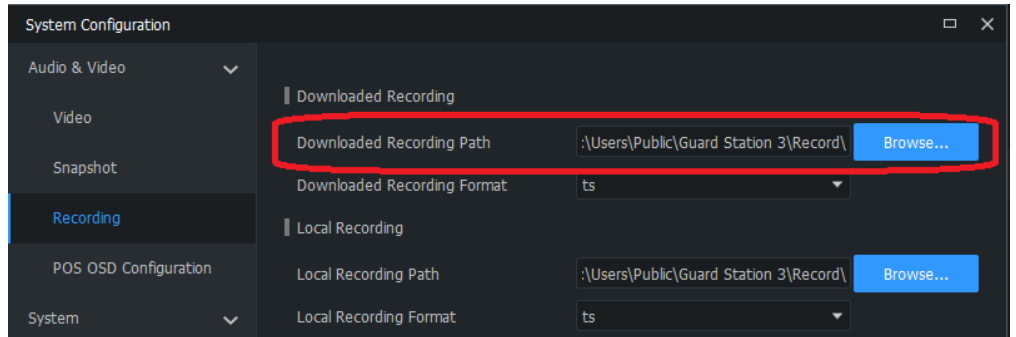 System Configuration
Audio & Video
Video
Snapshot
Recording
POS OSD Configuration
System
Downloaded Recording
Downloaded Recording Path :\Users\Public\Guard Station 3\Record\ Browse...
Downloaded Recording Format ts
Local Recording
Local Recording Path :\Users\Public\Guard Station 3\Record\ Browse...
Local Recording Format ts